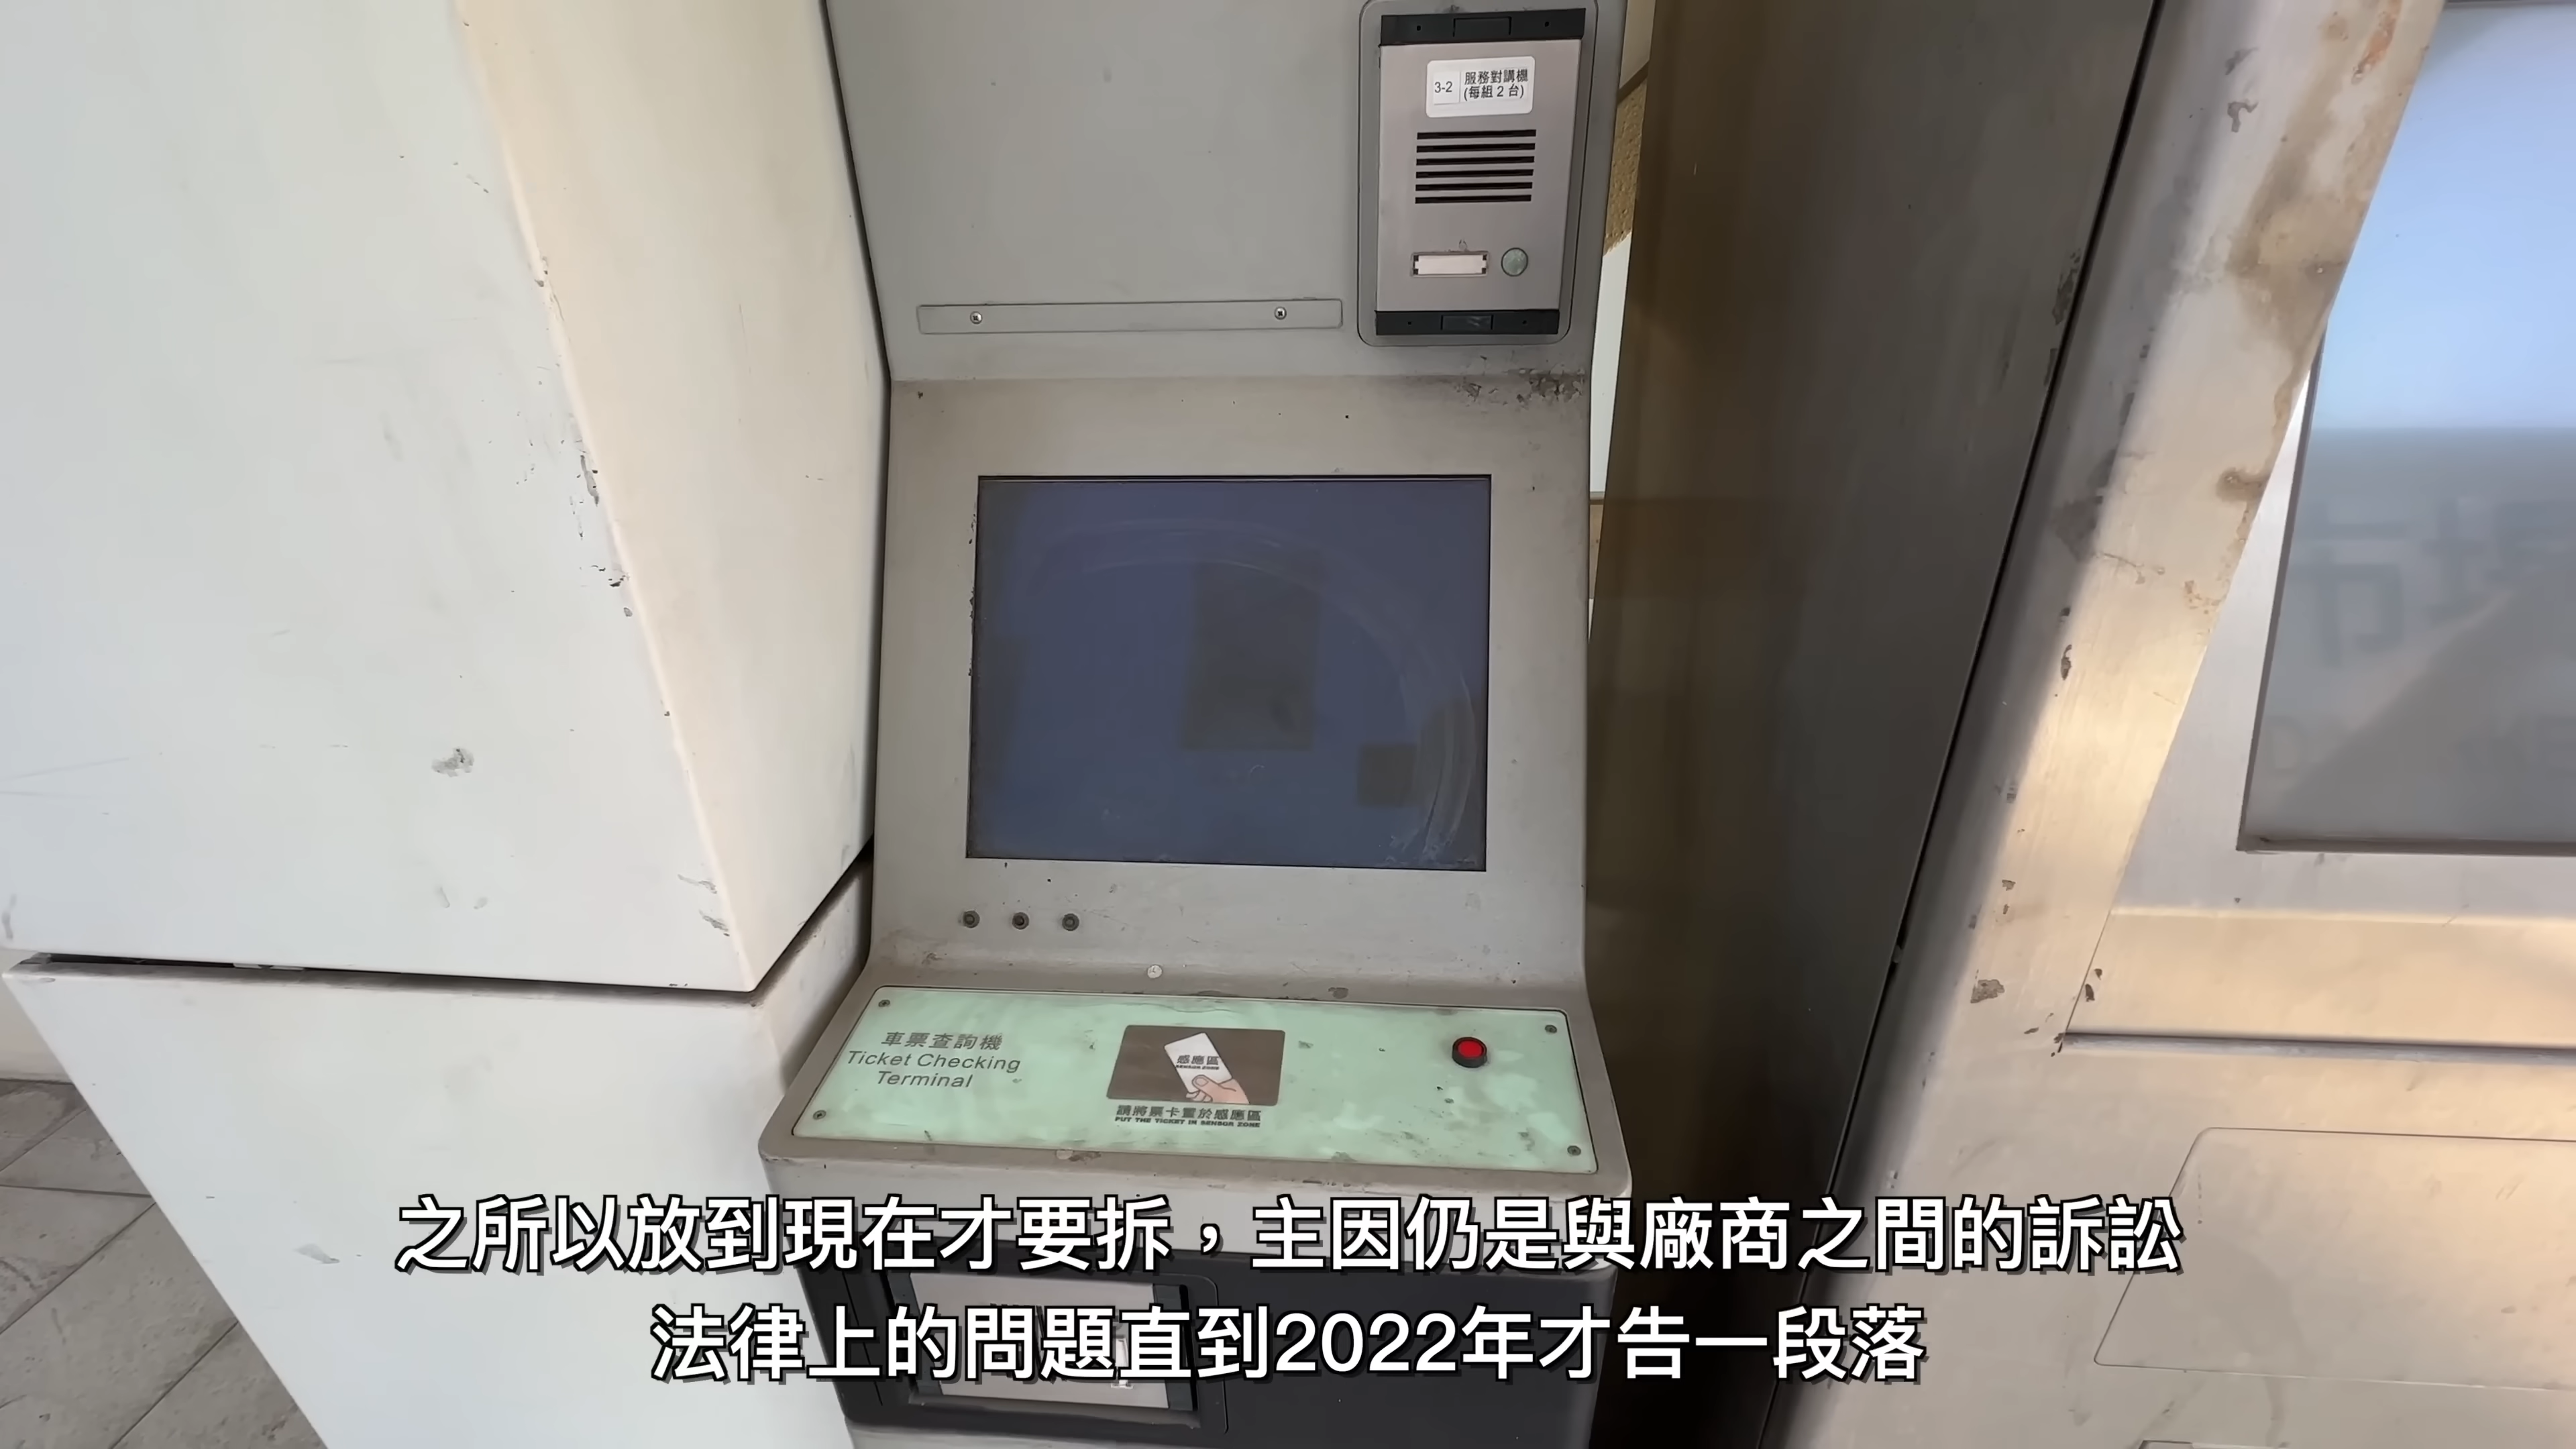 3-2
服務對講機
(每組2台)
車票查詢機
Ticket Checking
Terminal
感應區
SENSUR ZONE
請將票卡置於感應區
PUT THE TICKET IN SENSUR ZONE
之所以放到現在才要拆，主因仍是與廠商之間的訴訟
法律上的問題直到2022年才告一段落